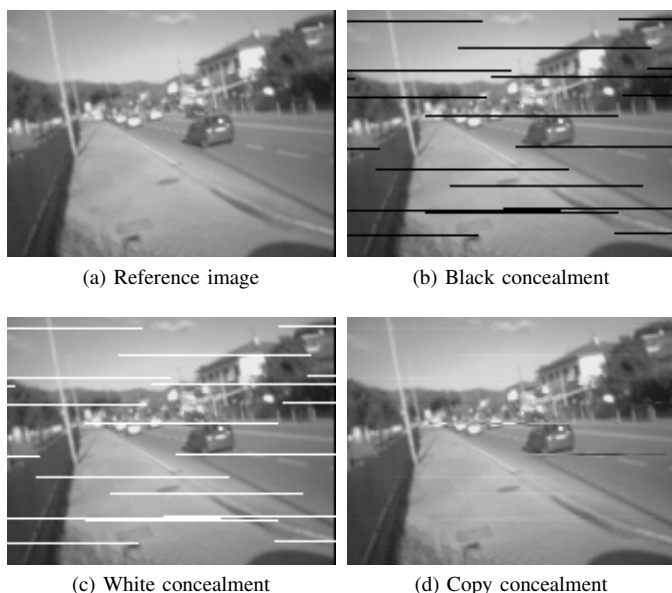 (a) Reference image
(b) Black concealment
(c) White concealment
(d) Copy concealment